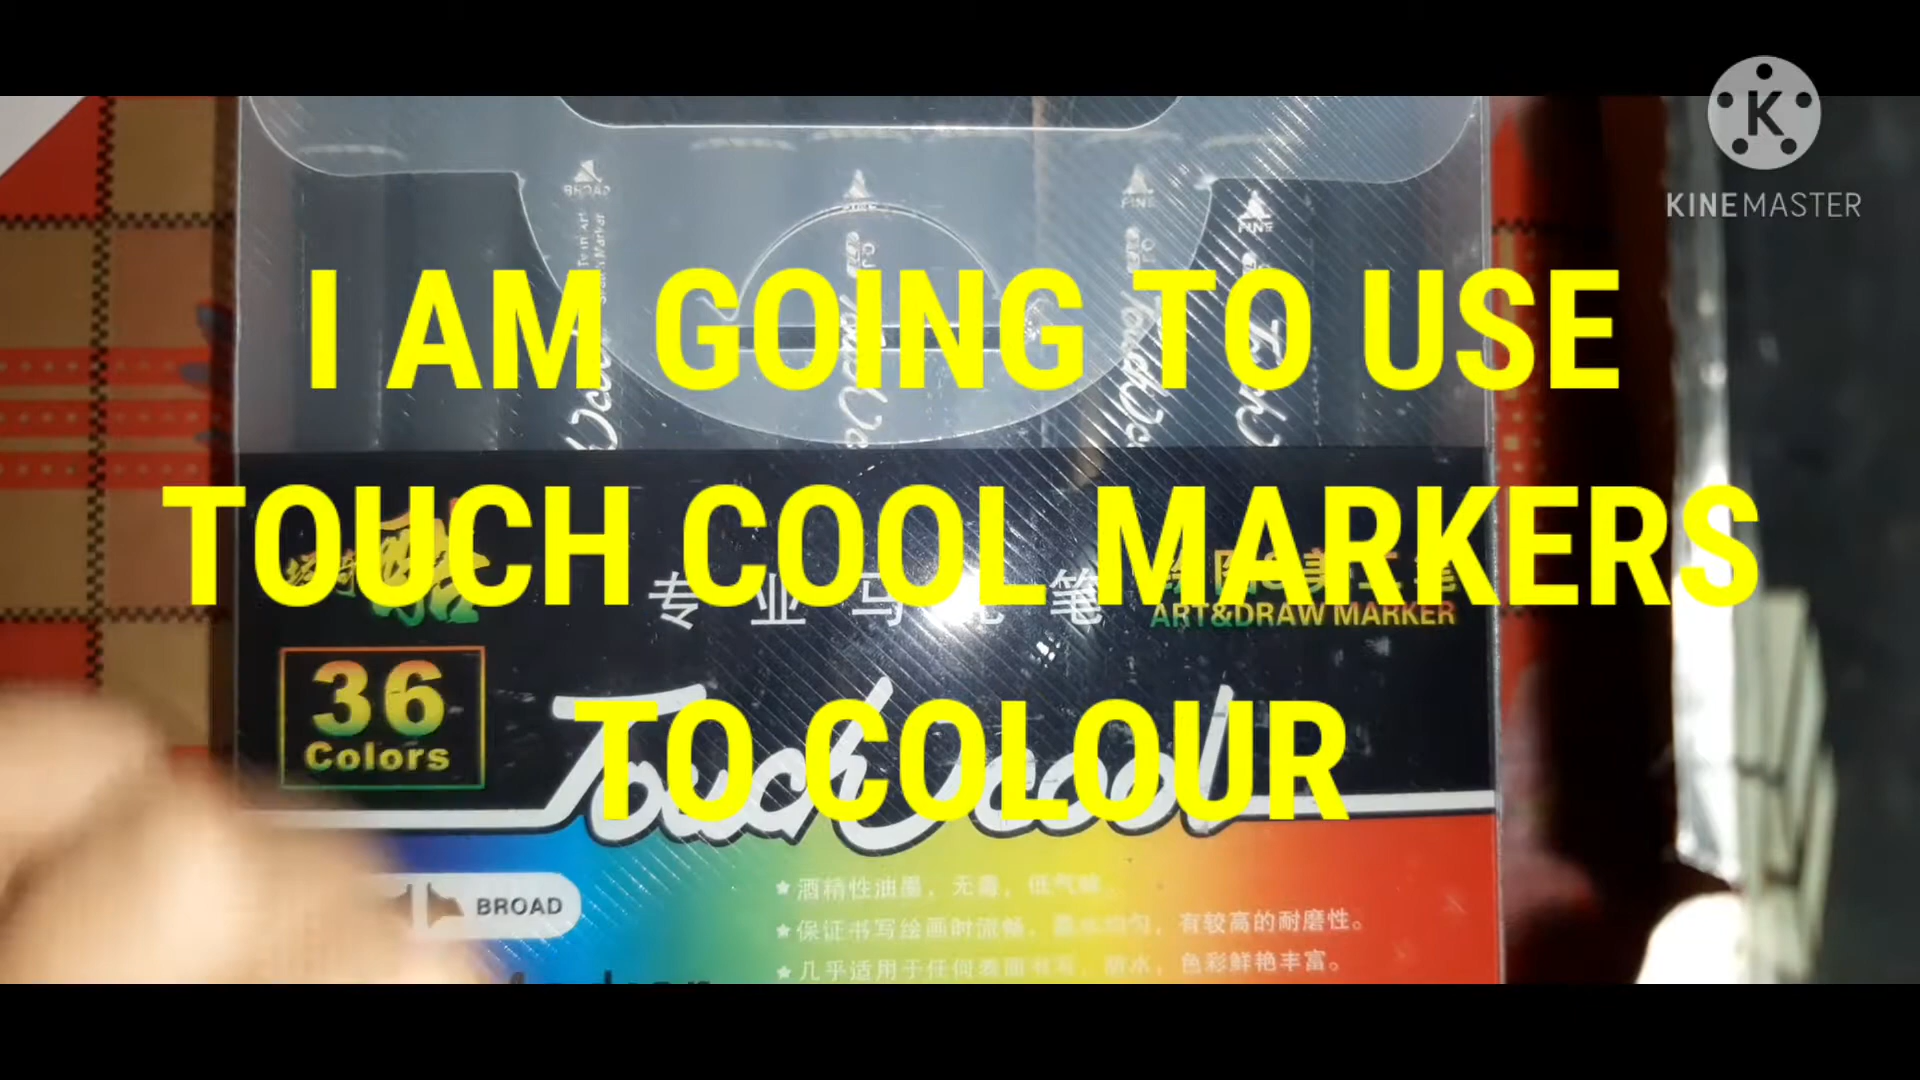 K
KINEMASTER
BROAD
FINE
FINE
FINE
I AM GOING TO USE
TOUCH COOL MARKERS
TO COLOUR
专业马克笔
ART&DRAW MARKER
36
Colors
Touch cool
BROAD
★酒精性油墨，无毒，低气味
★保证书写绘画时流畅，墨水均匀，有较高的耐磨性。
★几乎适用于任何表面书写，防水，色彩鲜艳丰富。